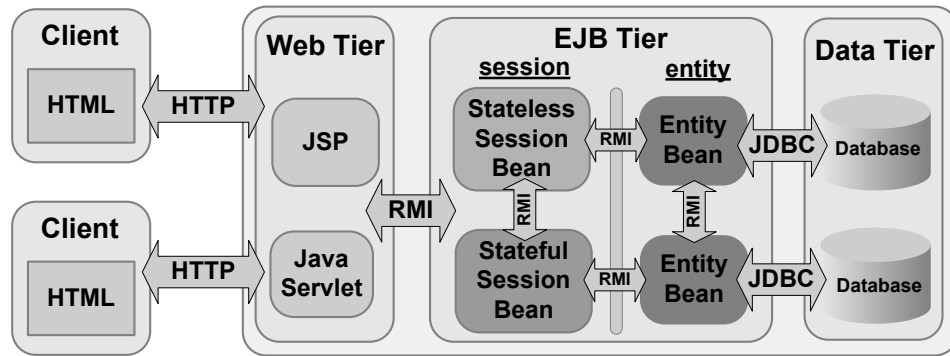 Client
HTML
HTTP
Client
HTML
HTTP
Web Tier
JSP
Java
Servlet
RMI
EJB Tier
session
entity
Stateless
Session
Bean
RMI
Entity
Bean
RMI
RMI
Stateful
Session
Bean
RMI
Entity
Bean
JDBC
JDBC
Data Tier
Database
Database